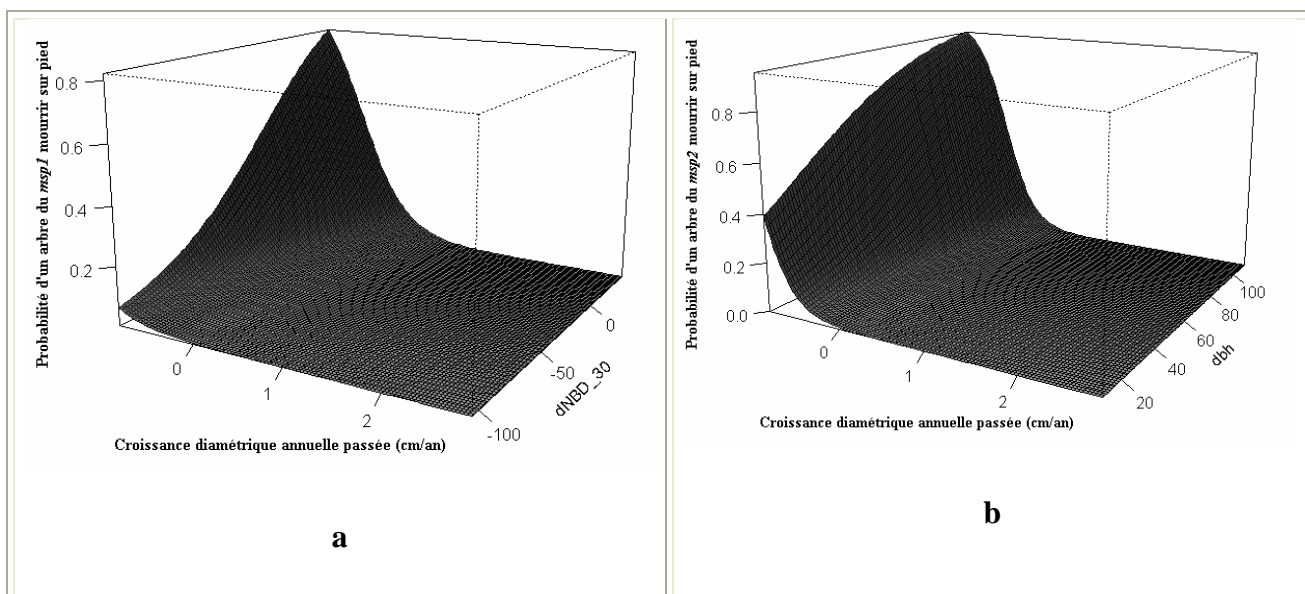 Probabilité d'un arbre du msp1 mourrir sur pied
0.8
0.6
0.4
0.2
0
1
2
-100
-50
0
dNBD_30
Croissance diamétrique annuelle passée (cm/an)
a
Probabilité d'un arbre du msp2 mourrir sur pied
0.8
0.6
0.4
0.2
0.0
0
1
2
20
40
60
80
100
dbh
Croissance diamétrique annuelle passée (cm/an)
b